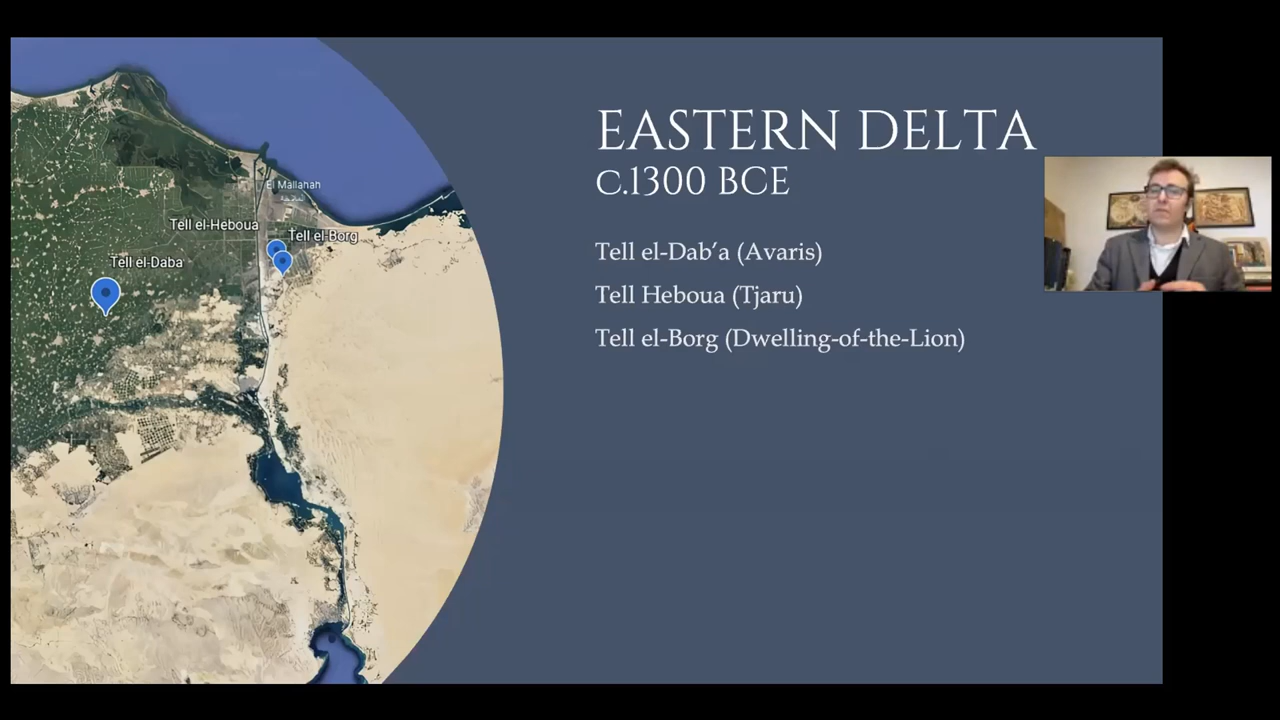 EASTERN DELTA
C.1300 BCE
Tell el-Dab’a (Avaris)
Tell Heboua (Tjaru)
Tell el-Borg (Dwelling-of-the-Lion)
El Mallahah
الملاحة
Tell el-Heboua
Tell el-Borg
Tell el-Daba